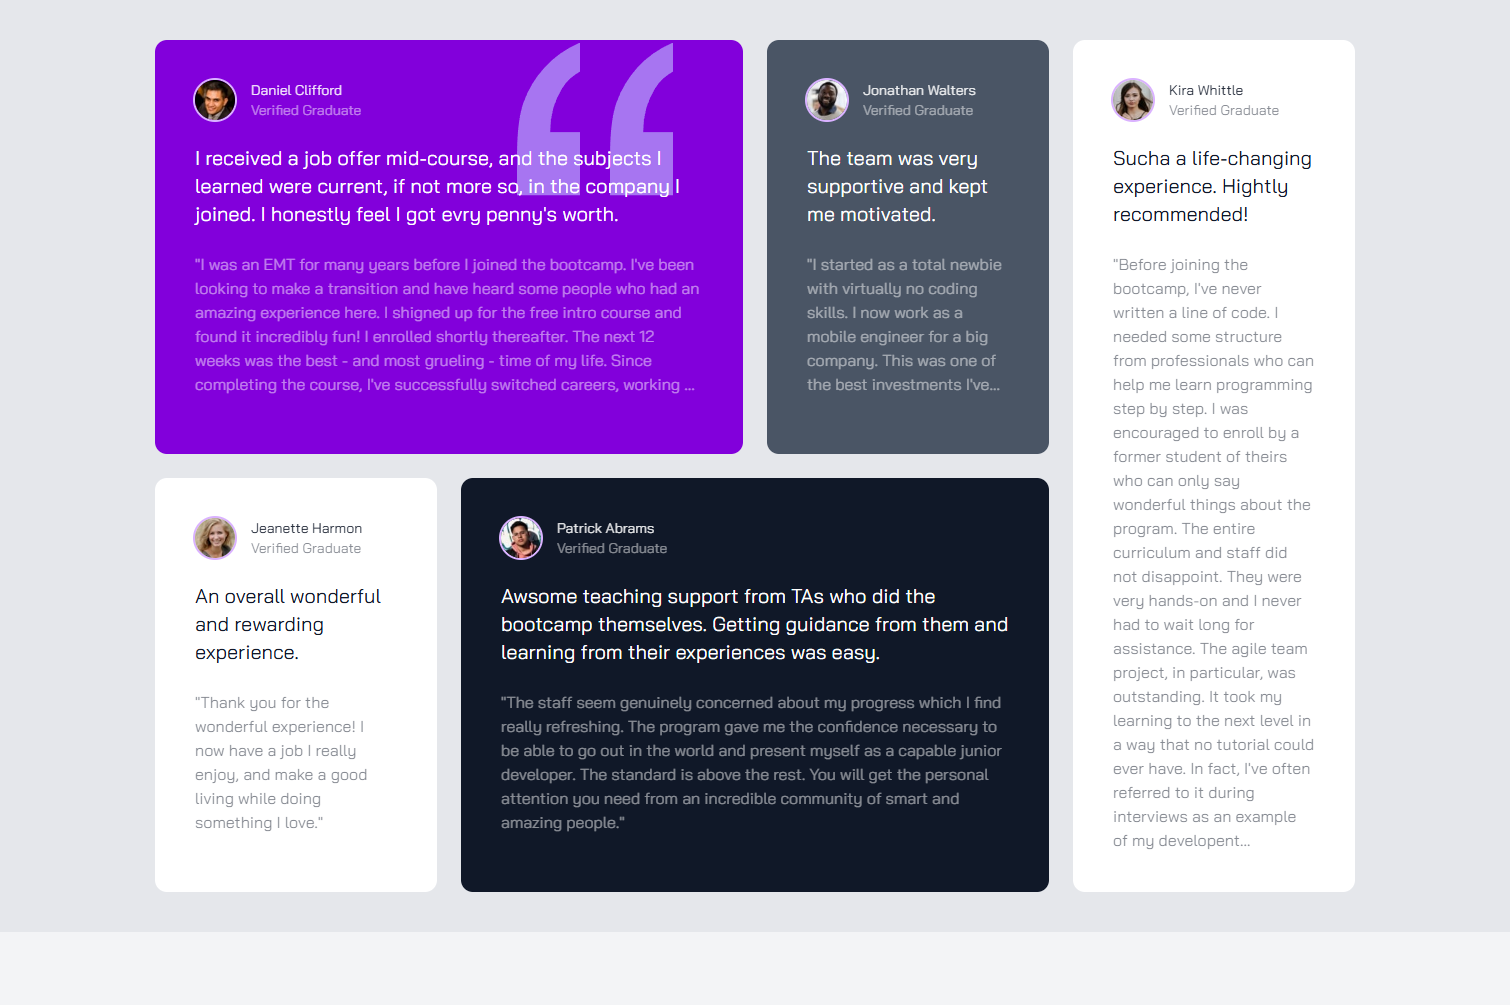 “
Daniel Clifford
Verified Graduate
I received a job offer mid-course, and the subjects I
learned were current, if not more so, in the company I
joined. I honestly feel I got evry penny's worth.
"I was an EMT for many years before I joined the bootcamp. I've been
looking to make a transition and have heard some people who had an
amazing experience here. I shigned up for the free intro course and
found it incredibly fun! I enrolled shortly thereafter. The next 12
weeks was the best - and most grueling - time of my life. Since
completing the course, I've successfully switched careers, working ...
Jonathan Walters
Verified Graduate
The team was very
supportive and kept
me motivated.
"I started as a total newbie
with virtually no coding
skills. I now work as a
mobile engineer for a big
company. This was one of
the best investments I've...
Kira Whittle
Verified Graduate
Sucha a life-changing
experience. Hightly
recommended!
"Before joining the
bootcamp, I've never
written a line of code. I
needed some structure
from professionals who can
help me learn programming
step by step. I was
encouraged to enroll by a
former student of theirs
who can only say
wonderful things about the
program. The entire
curriculum and staff did
not disappoint. They were
very hands-on and I never
had to wait long for
assistance. The agile team
project, in particular, was
outstanding. It took my
learning to the next level in
a way that no tutorial could
ever have. In fact, I've often
referred to it during
interviews as an example
of my developent...
Jeanette Harmon
Verified Graduate
An overall wonderful
and rewarding
experience.
"Thank you for the
wonderful experience! I
now have a job I really
enjoy, and make a good
living while doing
something I love."
Patrick Abrams
Verified Graduate
Awsome teaching support from TAs who did the
bootcamp themselves. Getting guidance from them and
learning from their experiences was easy.
"The staff seem genuinely concerned about my progress which I find
really refreshing. The program gave me the confidence necessary to
be able to go out in the world and present myself as a capable junior
developer. The standard is above the rest. You will get the personal
attention you need from an incredible community of smart and
amazing people."